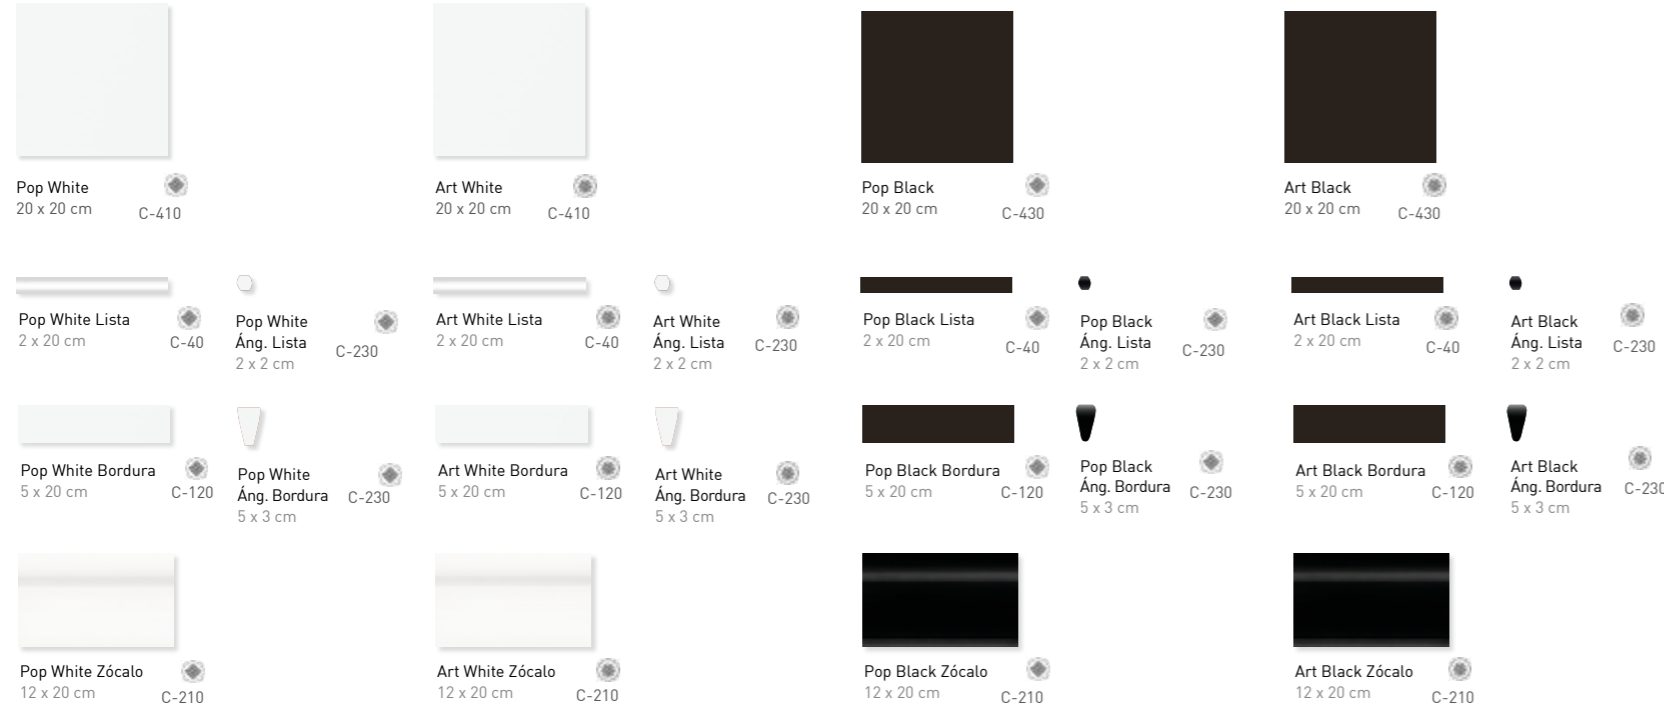 Pop White
20 x 20 cm
C-410
Art White
20 x 20 cm
C-410
Pop Black
20 x 20 cm
C-430
Art Black
20 x 20 cm
C-430
Pop White Lista
2 x 20 cm
C-40
Pop White
Áng. Lista
2 x 2 cm
C-230
Art White Lista
2 x 20 cm
C-40
Art White
Áng. Lista
2 x 2 cm
C-230
Pop Black Lista
2 x 20 cm
C-40
Pop Black
Áng. Lista
2 x 2 cm
C-230
Art Black Lista
2 x 20 cm
C-40
Art Black
Áng. Lista
2 x 2 cm
C-230
Pop White Bordura
5 x 20 cm
C-120
Pop White
Áng. Bordura
5 x 3 cm
C-230
Art White Bordura
5 x 20 cm
C-120
Art White
Áng. Bordura
5 x 3 cm
C-230
Pop Black Bordura
5 x 20 cm
C-120
Pop Black
Áng. Bordura
5 x 3 cm
C-230
Art Black Bordura
5 x 20 cm
C-120
Art Black
Áng. Bordura
5 x 3 cm
C-230
Pop White Zócalo
12 x 20 cm
C-210
Art White Zócalo
12 x 20 cm
C-210
Pop Black Zócalo
12 x 20 cm
C-210
Art Black Zócalo
12 x 20 cm
C-210